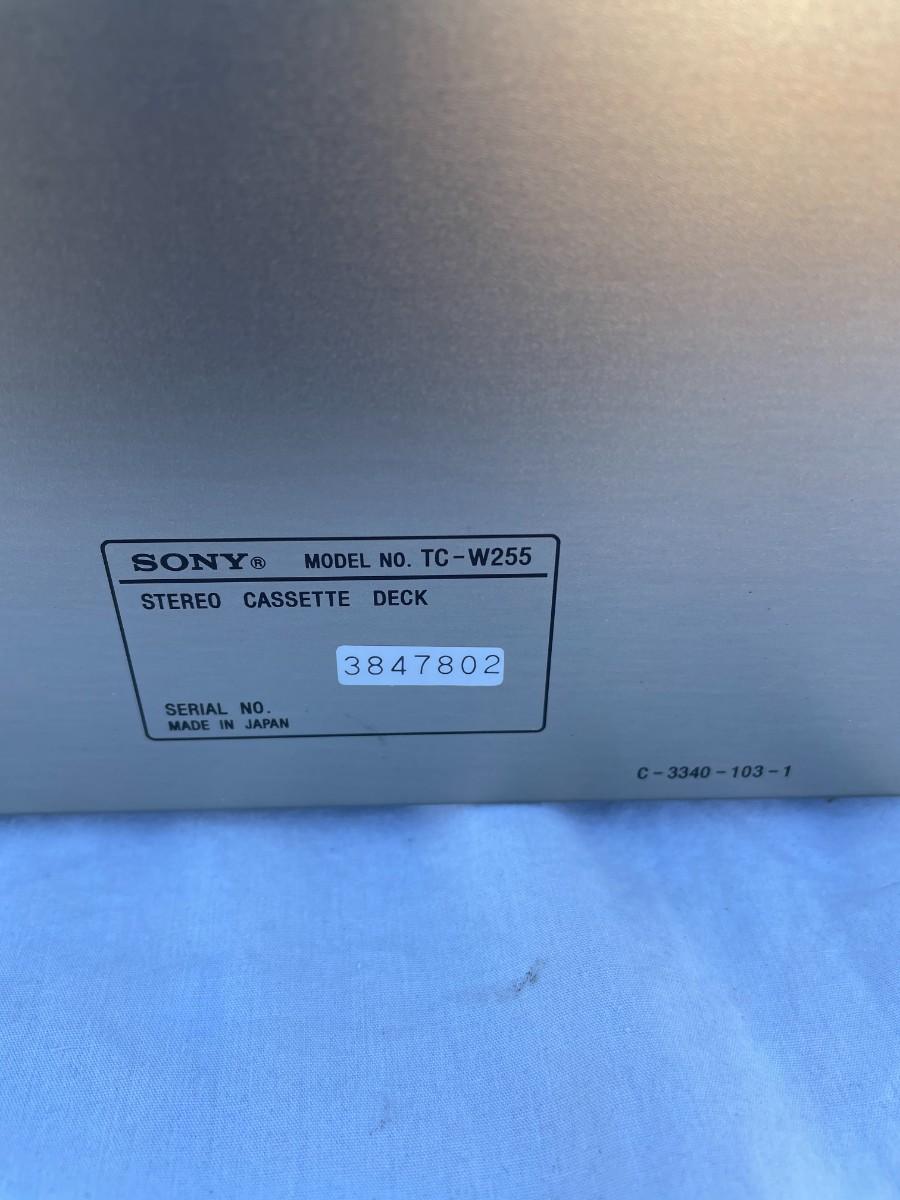 SONY® MODEL NO. TC-W255
STEREO CASSETTE DECK
3847802
SERIAL NO.
MADE IN JAPAN
C-3340-103-1